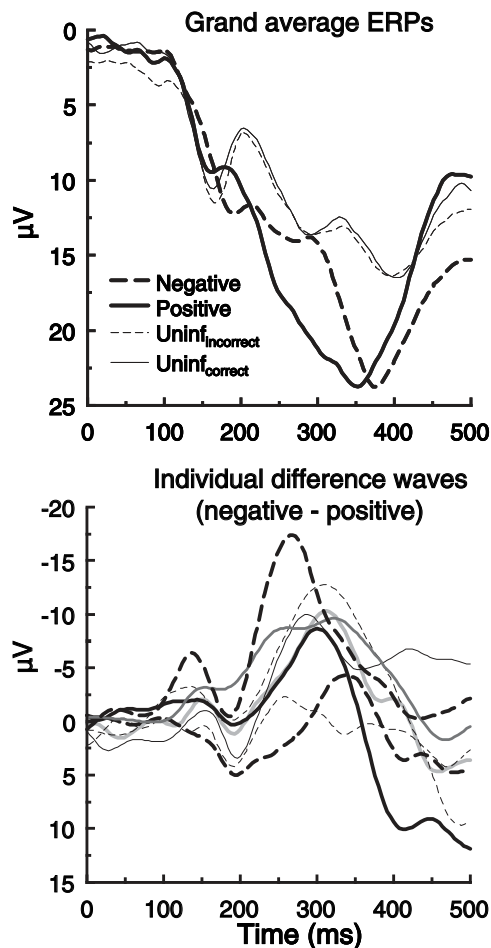 Grand average ERPs
0
5
10
15
20
25
µV
Negative
Positive
Uninfincorrect
Uninfcorrect
0 100 200 300 400 500
Individual difference waves
(negative - positive)
-20
-15
-10
-5
0
5
10
15
µV
0 100 200 300 400 500
Time (ms)